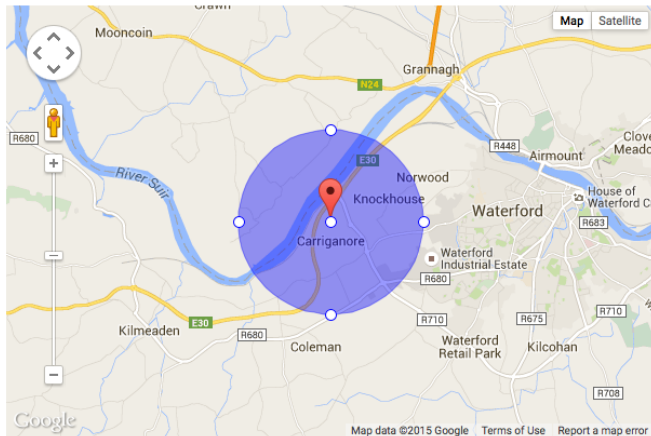 Crawn
Mooncoin
Map
Satellite
Grannagh
N24
R680
E30
R448
Clove
Meado
Airmount
River Suir
Norwood
Knockhouse
House of
Waterford C
Waterford
R683
Carriganore
Waterford
Industrial Estate
R680
E30
Kilmeaden
R680
R710
R675
R710
Coleman
Waterford
Retail Park
Kilcohan
R708
Google
Map data ©2015 Google
Terms of Use
Report a map error